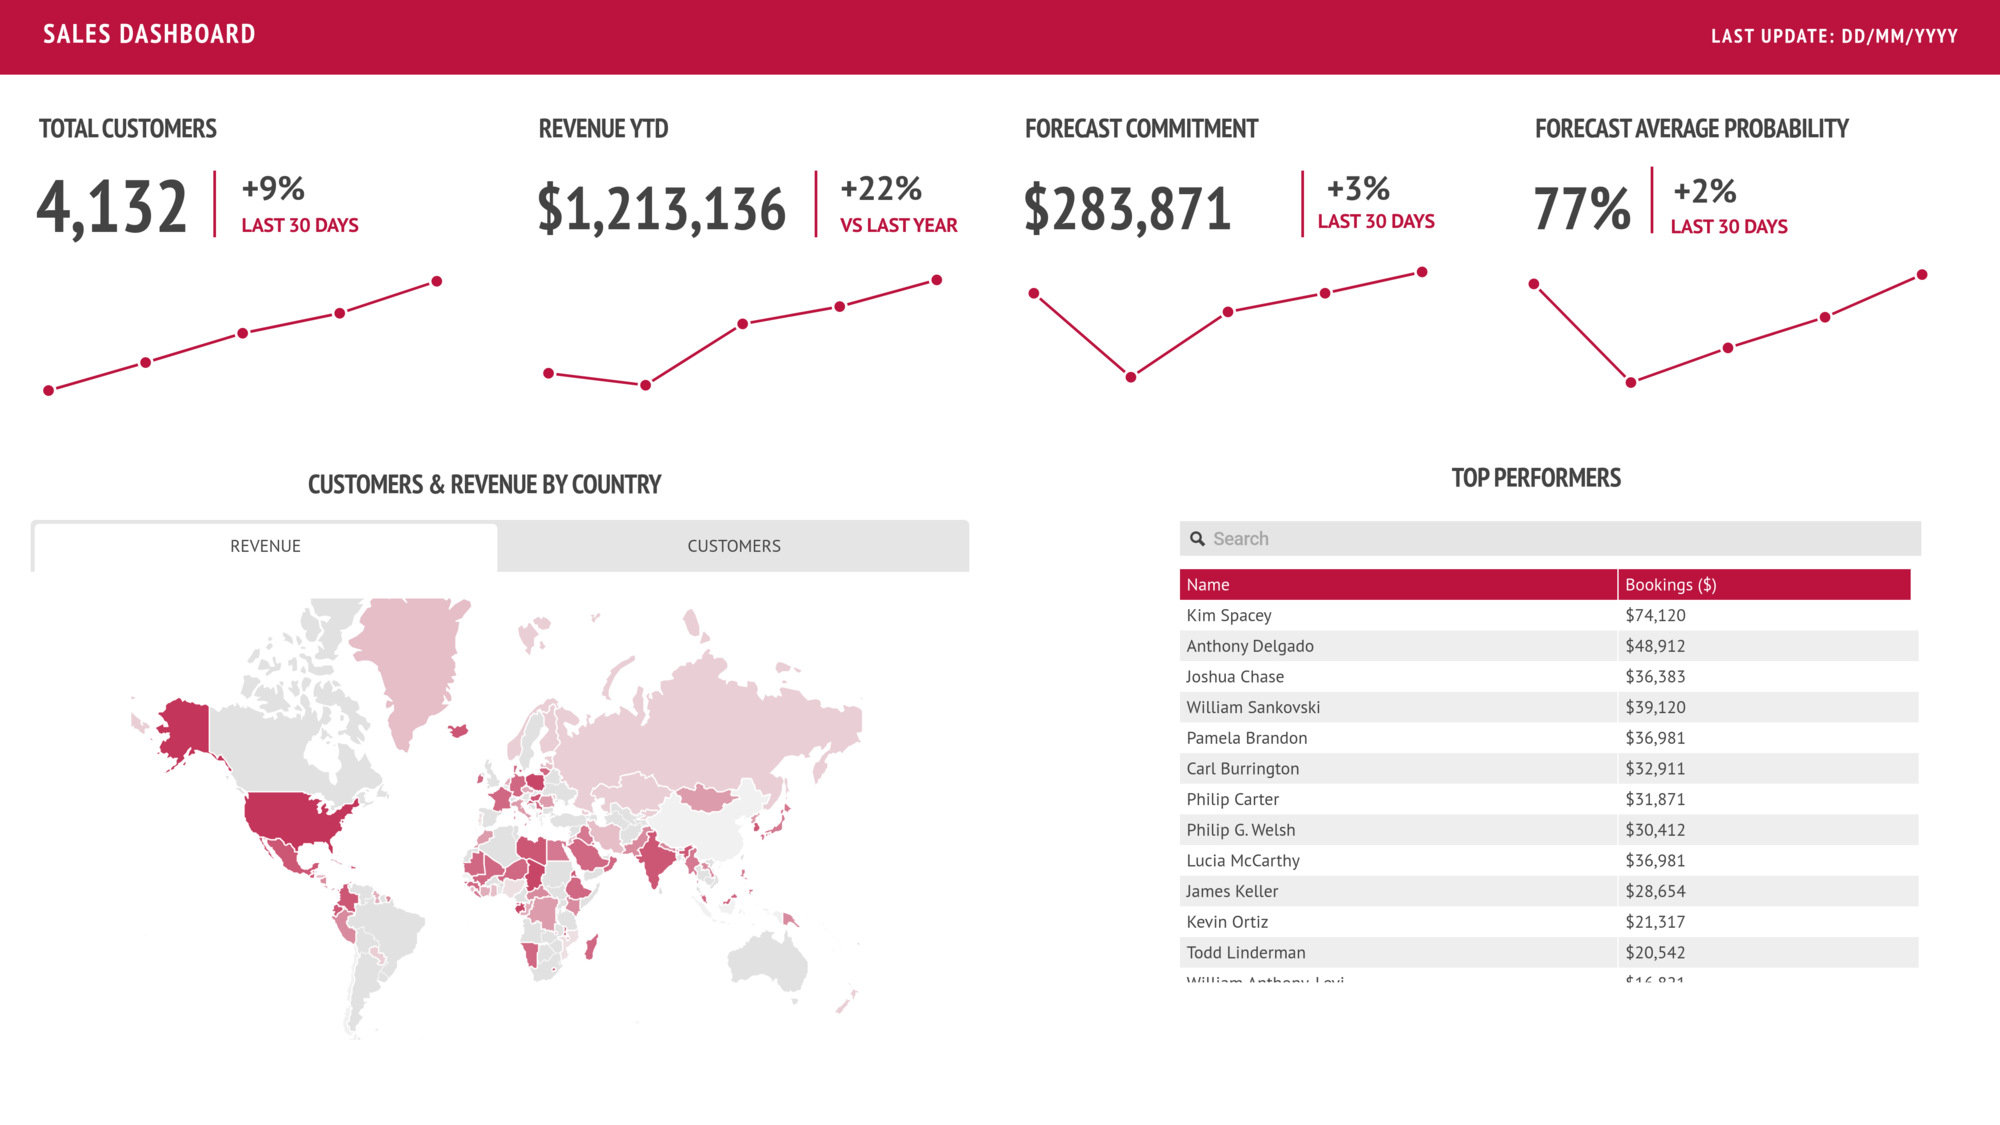 SALES DASHBOARD
LAST UPDATE: DD/MM/YYYY
TOTAL CUSTOMERS
4,132
+9%
LAST 30 DAYS
REVENUE YTD
$1,213,136
+22%
VS LAST YEAR
FORECAST COMMITMENT
$283,871
+3%
LAST 30 DAYS
FORECAST AVERAGE PROBABILITY
77%
+2%
LAST 30 DAYS
CUSTOMERS & REVENUE BY COUNTRY
REVENUE
CUSTOMERS
TOP PERFORMERS
Search
Name Bookings ($)
Kim Spacey $74,120
Anthony Delgado $48,912
Joshua Chase $36,383
William Sankovski $39,120
Pamela Brandon $36,981
Carl Burrington $32,911
Philip Carter $31,871
Philip G. Welsh $30,412
Lucia McCarthy $36,981
James Keller $28,654
Kevin Ortiz $21,317
Todd Linderman $20,542
William Anthony Levi $16,821